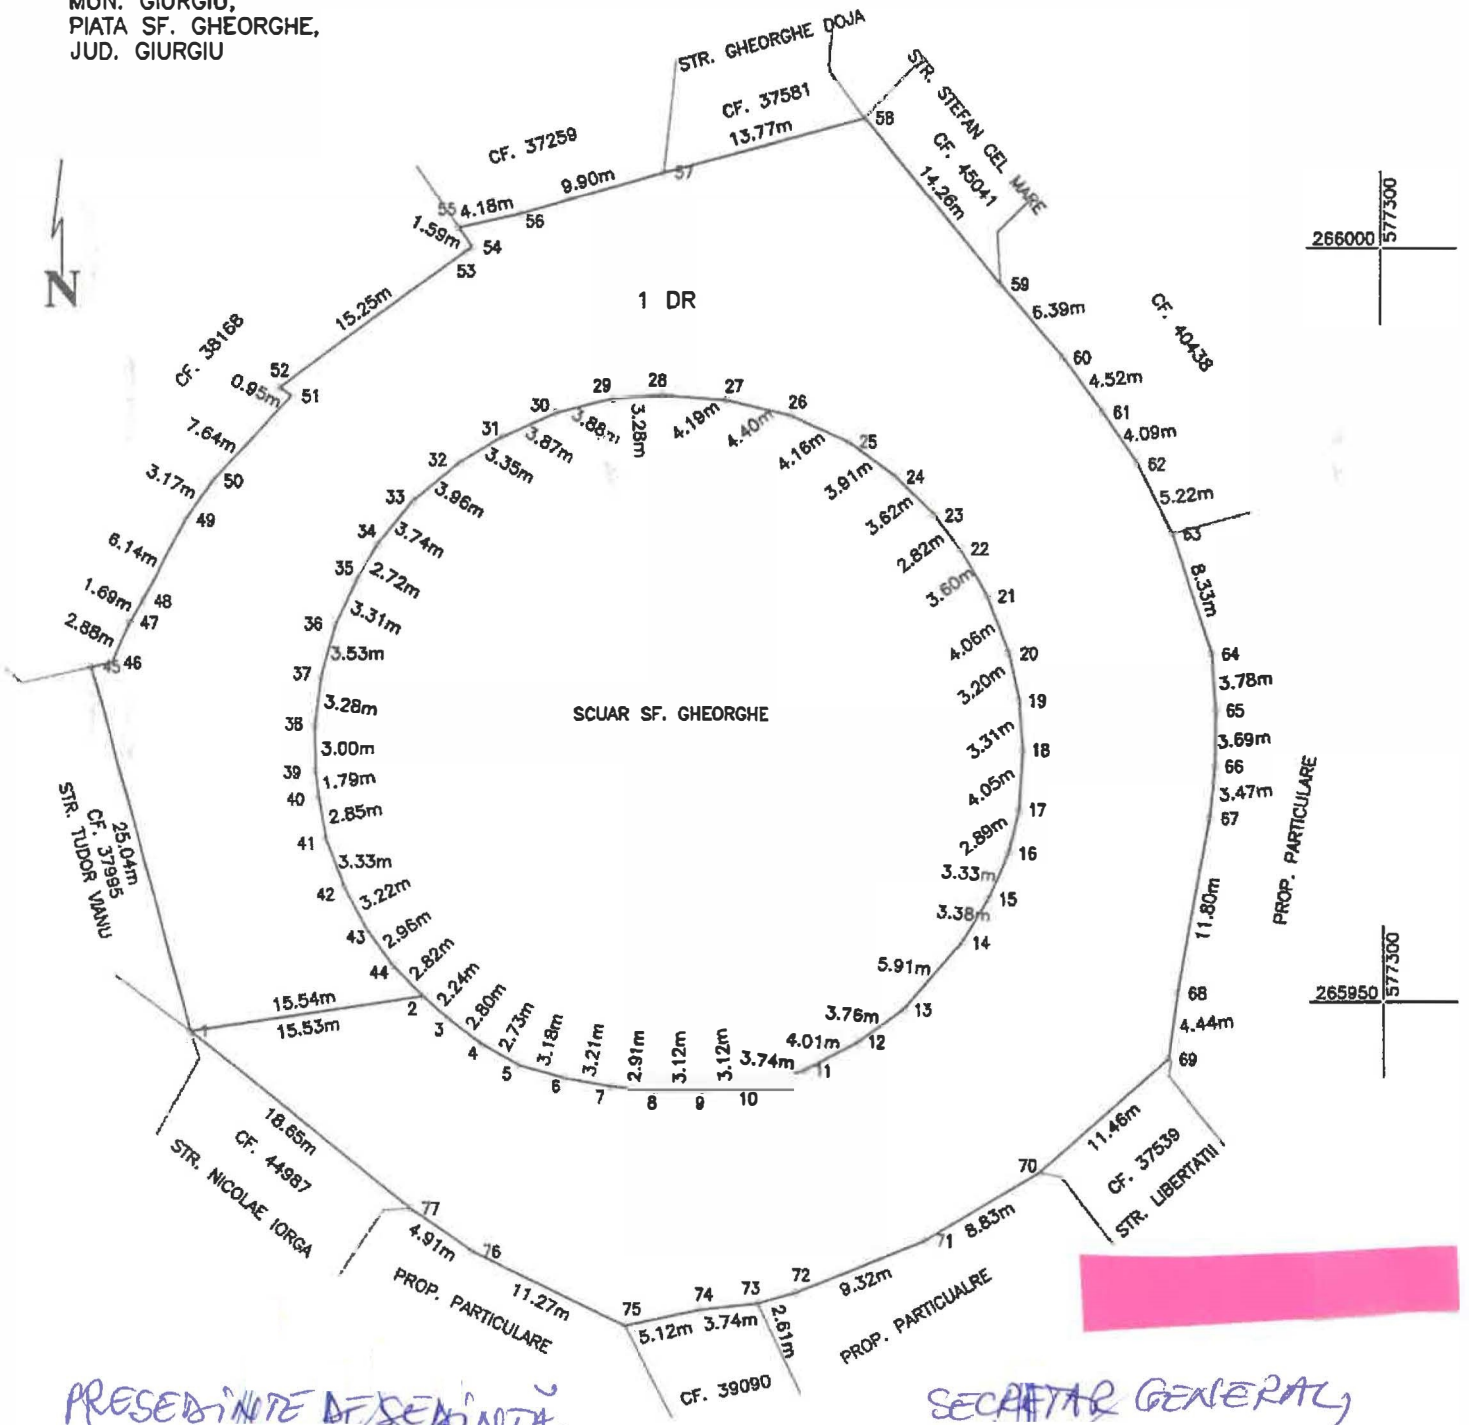 MUN. GIURGIU,
PIATA SF. GHEORGHE,
JUD. GIURGIU
STR. GHEORGHE DOJA
CF. 37581
13.77m
58
STR. STEFAN CEL MARE
CF. 45041
14.26m
CF. 37259
9.90m
57
55
4.18m
56
1.59m
54
53
577300
266000
N
15.25m
1 DR
59
6.39m
CF. 40438
CF. 38168
52
0.95m
51
60
4.52m
61
4.09m
62
5.22m
63
7.64m
50
3.17m
49
6.14m
48
1.69m
47
2.88m
45
46
29
28
27
26
30
3.88m
3.28m
4.19m
4.40m
31
3.87m
4.16m
25
32
3.35m
3.91m
24
33
3.96m
3.62m
23
34
3.74m
2.82m
22
35
2.72m
3.60m
21
36
3.31m
4.06m
20
37
3.53m
3.20m
19
38
3.28m
3.31m
18
39
3.00m
4.05m
17
40
1.79m
2.89m
16
41
2.85m
3.33m
15
42
3.33m
3.38m
14
43
3.22m
5.91m
13
44
2.96m
3.76m
12
2.82m
4.01m
11
SCUAR SF. GHEORGHE
8.33m
64
3.78m
65
3.69m
66
3.47m
67
PROP. PARTICULARE
11.80m
68
4.44m
69
577300
265950
25.04m
CF. 37995
STR. TUDOR VIANU
15.54m
15.53m
1
2
2.24m
3
2.80m
4
2.73m
5
3.18m
6
3.21m
7
2.91m
8
3.12m
9
3.12m
10
3.74m
18.65m
CF. 44987
STR. NICOLAE IORGA
77
4.91m
76
PROP. PARTICULARE
11.27m
75
74
73
72
5.12m
3.74m
2.61m
9.32m
71
8.83m
70
11.46m
CF. 37539
STR. LIBERTATII
PROP. PARTICUALRE
CF. 39090
PRESEDINTE DE SEDINTĂ
SECRETAR GENERAL,